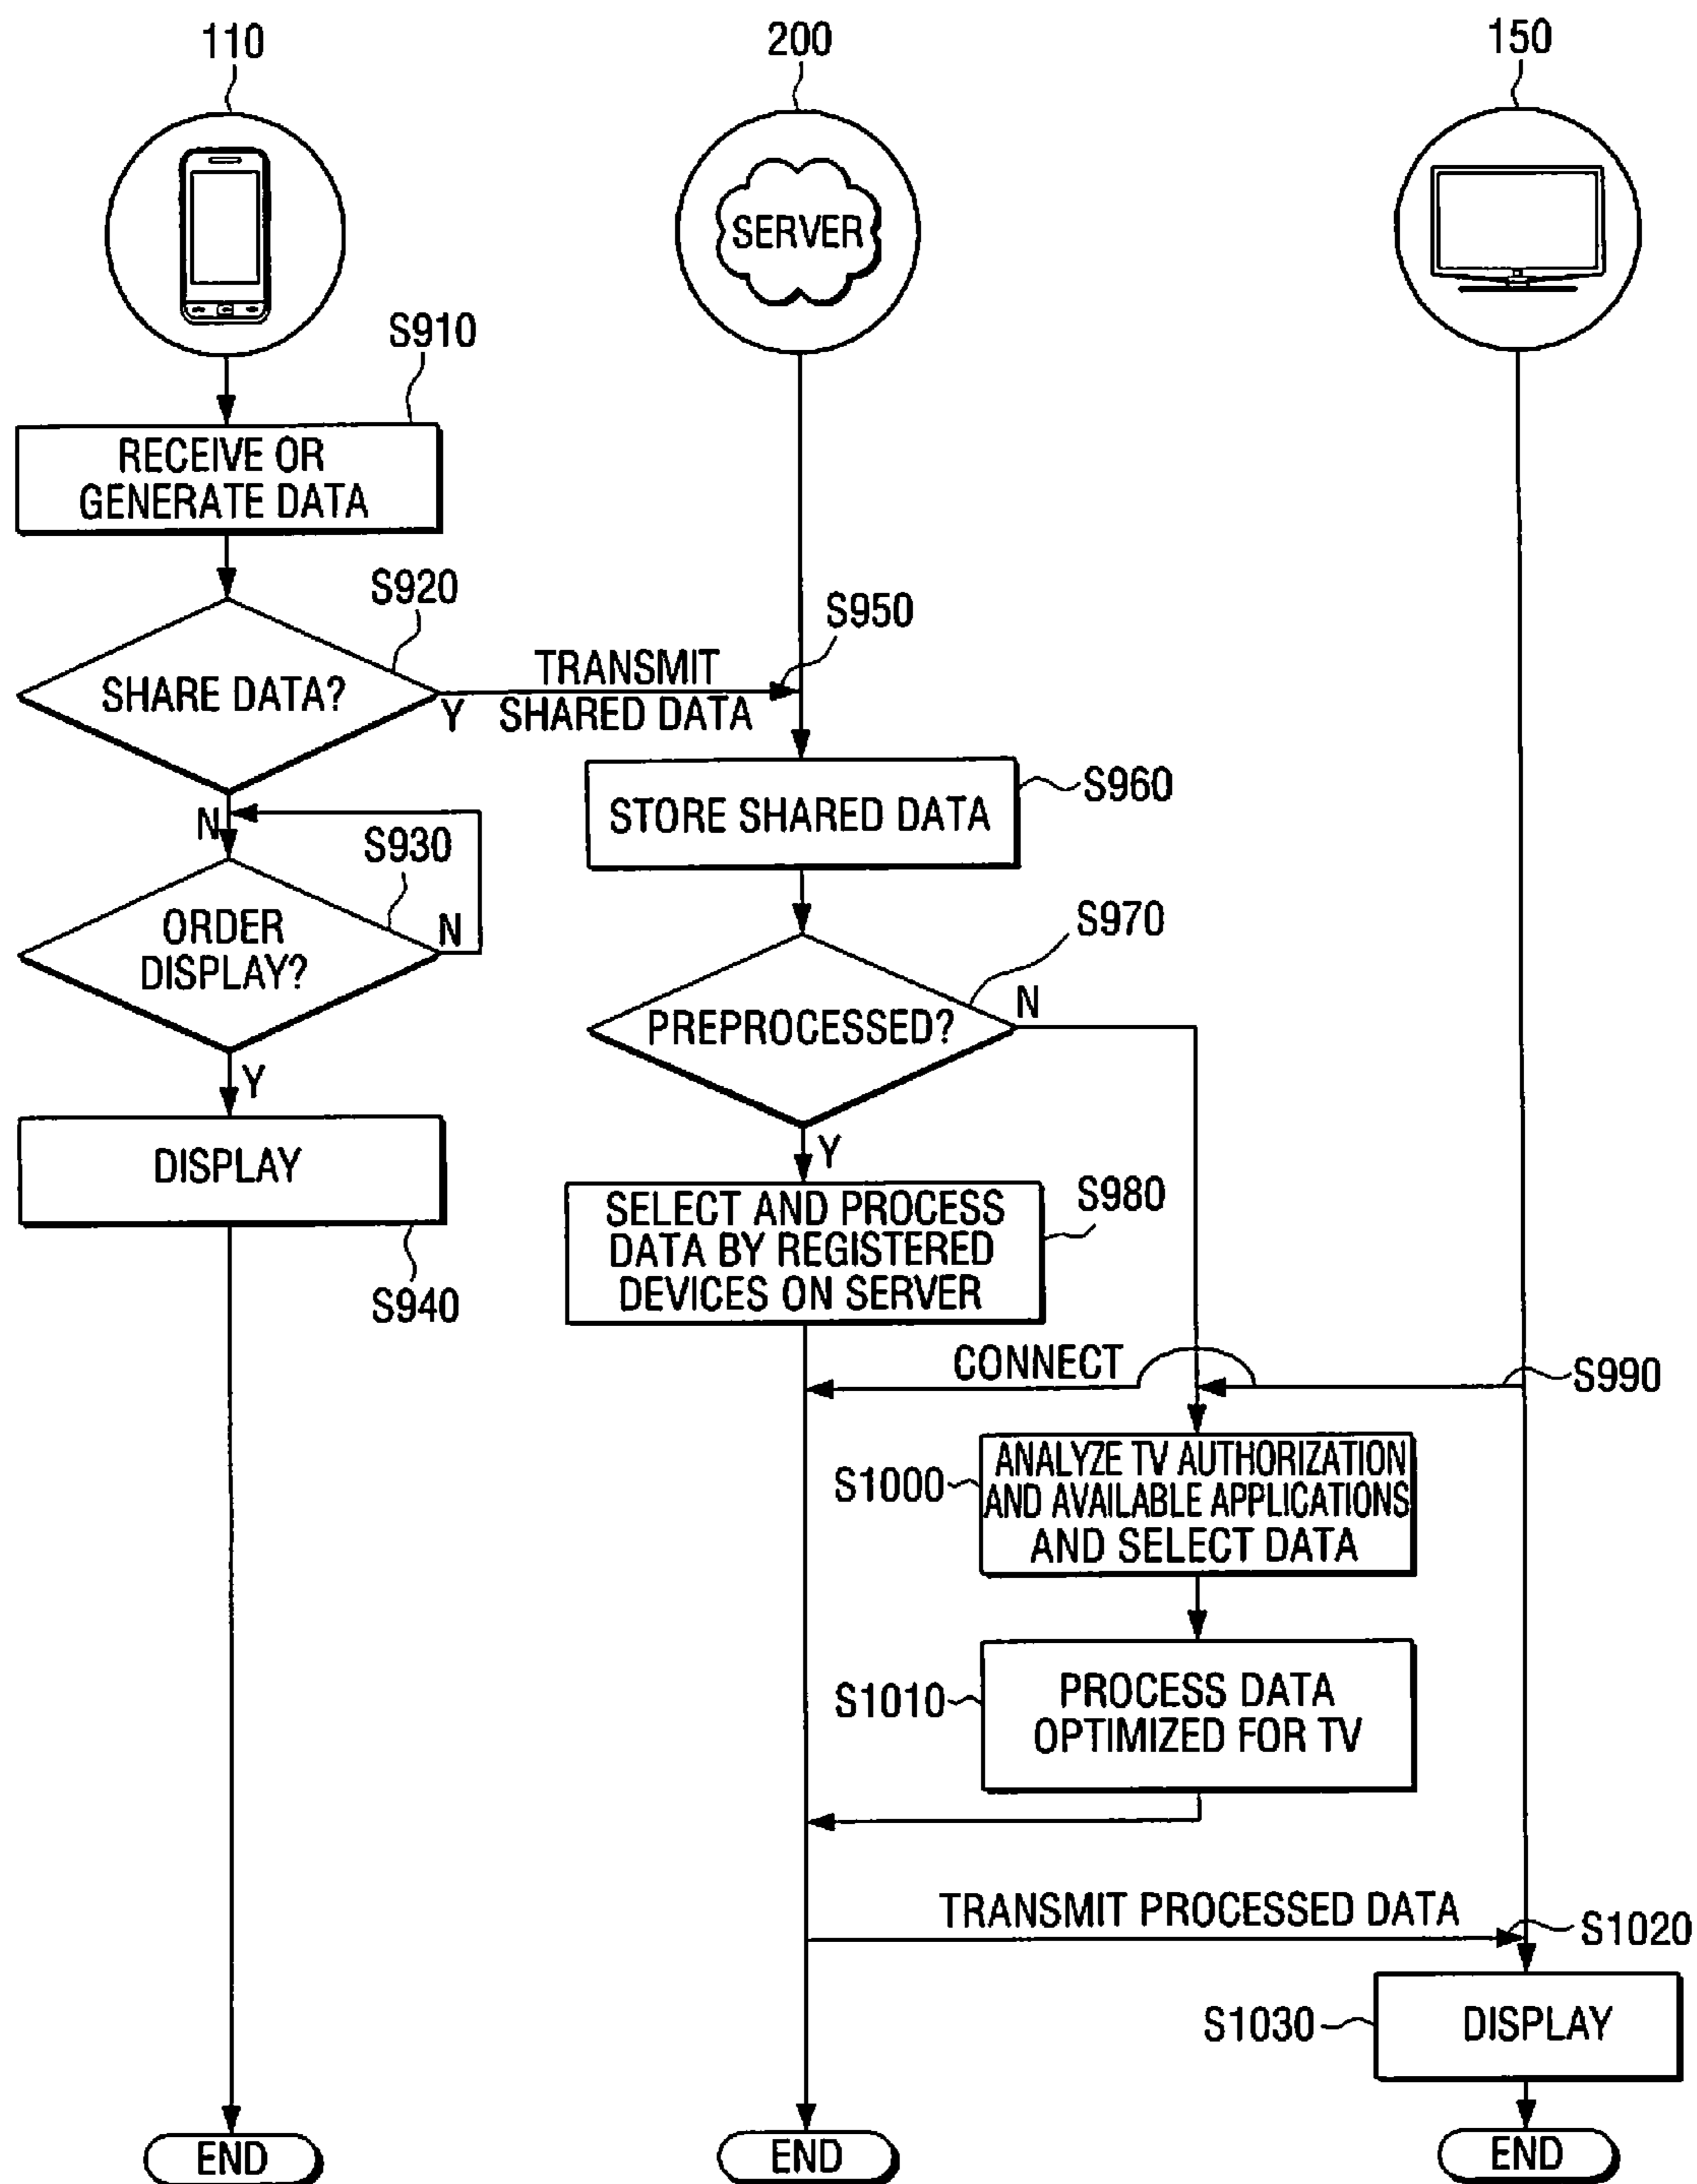 110
200
150
SERVER
S910
RECEIVE OR
GENERATE DATA
S920
SHARE DATA?
Y
TRANSMIT
SHARED DATA
S950
N
S930
ORDER
DISPLAY?
N
Y
DISPLAY
S940
STORE SHARED DATA
S960
S970
PREPROCESSED?
N
Y
SELECT AND PROCESS
DATA BY REGISTERED
DEVICES ON SERVER
S980
CONNECT
S990
S1000
ANALYZE TV AUTHORIZATION
AND AVAILABLE APPLICATIONS
AND SELECT DATA
S1010
PROCESS DATA
OPTIMIZED FOR TV
TRANSMIT PROCESSED DATA
S1020
S1030
DISPLAY
END
END
END